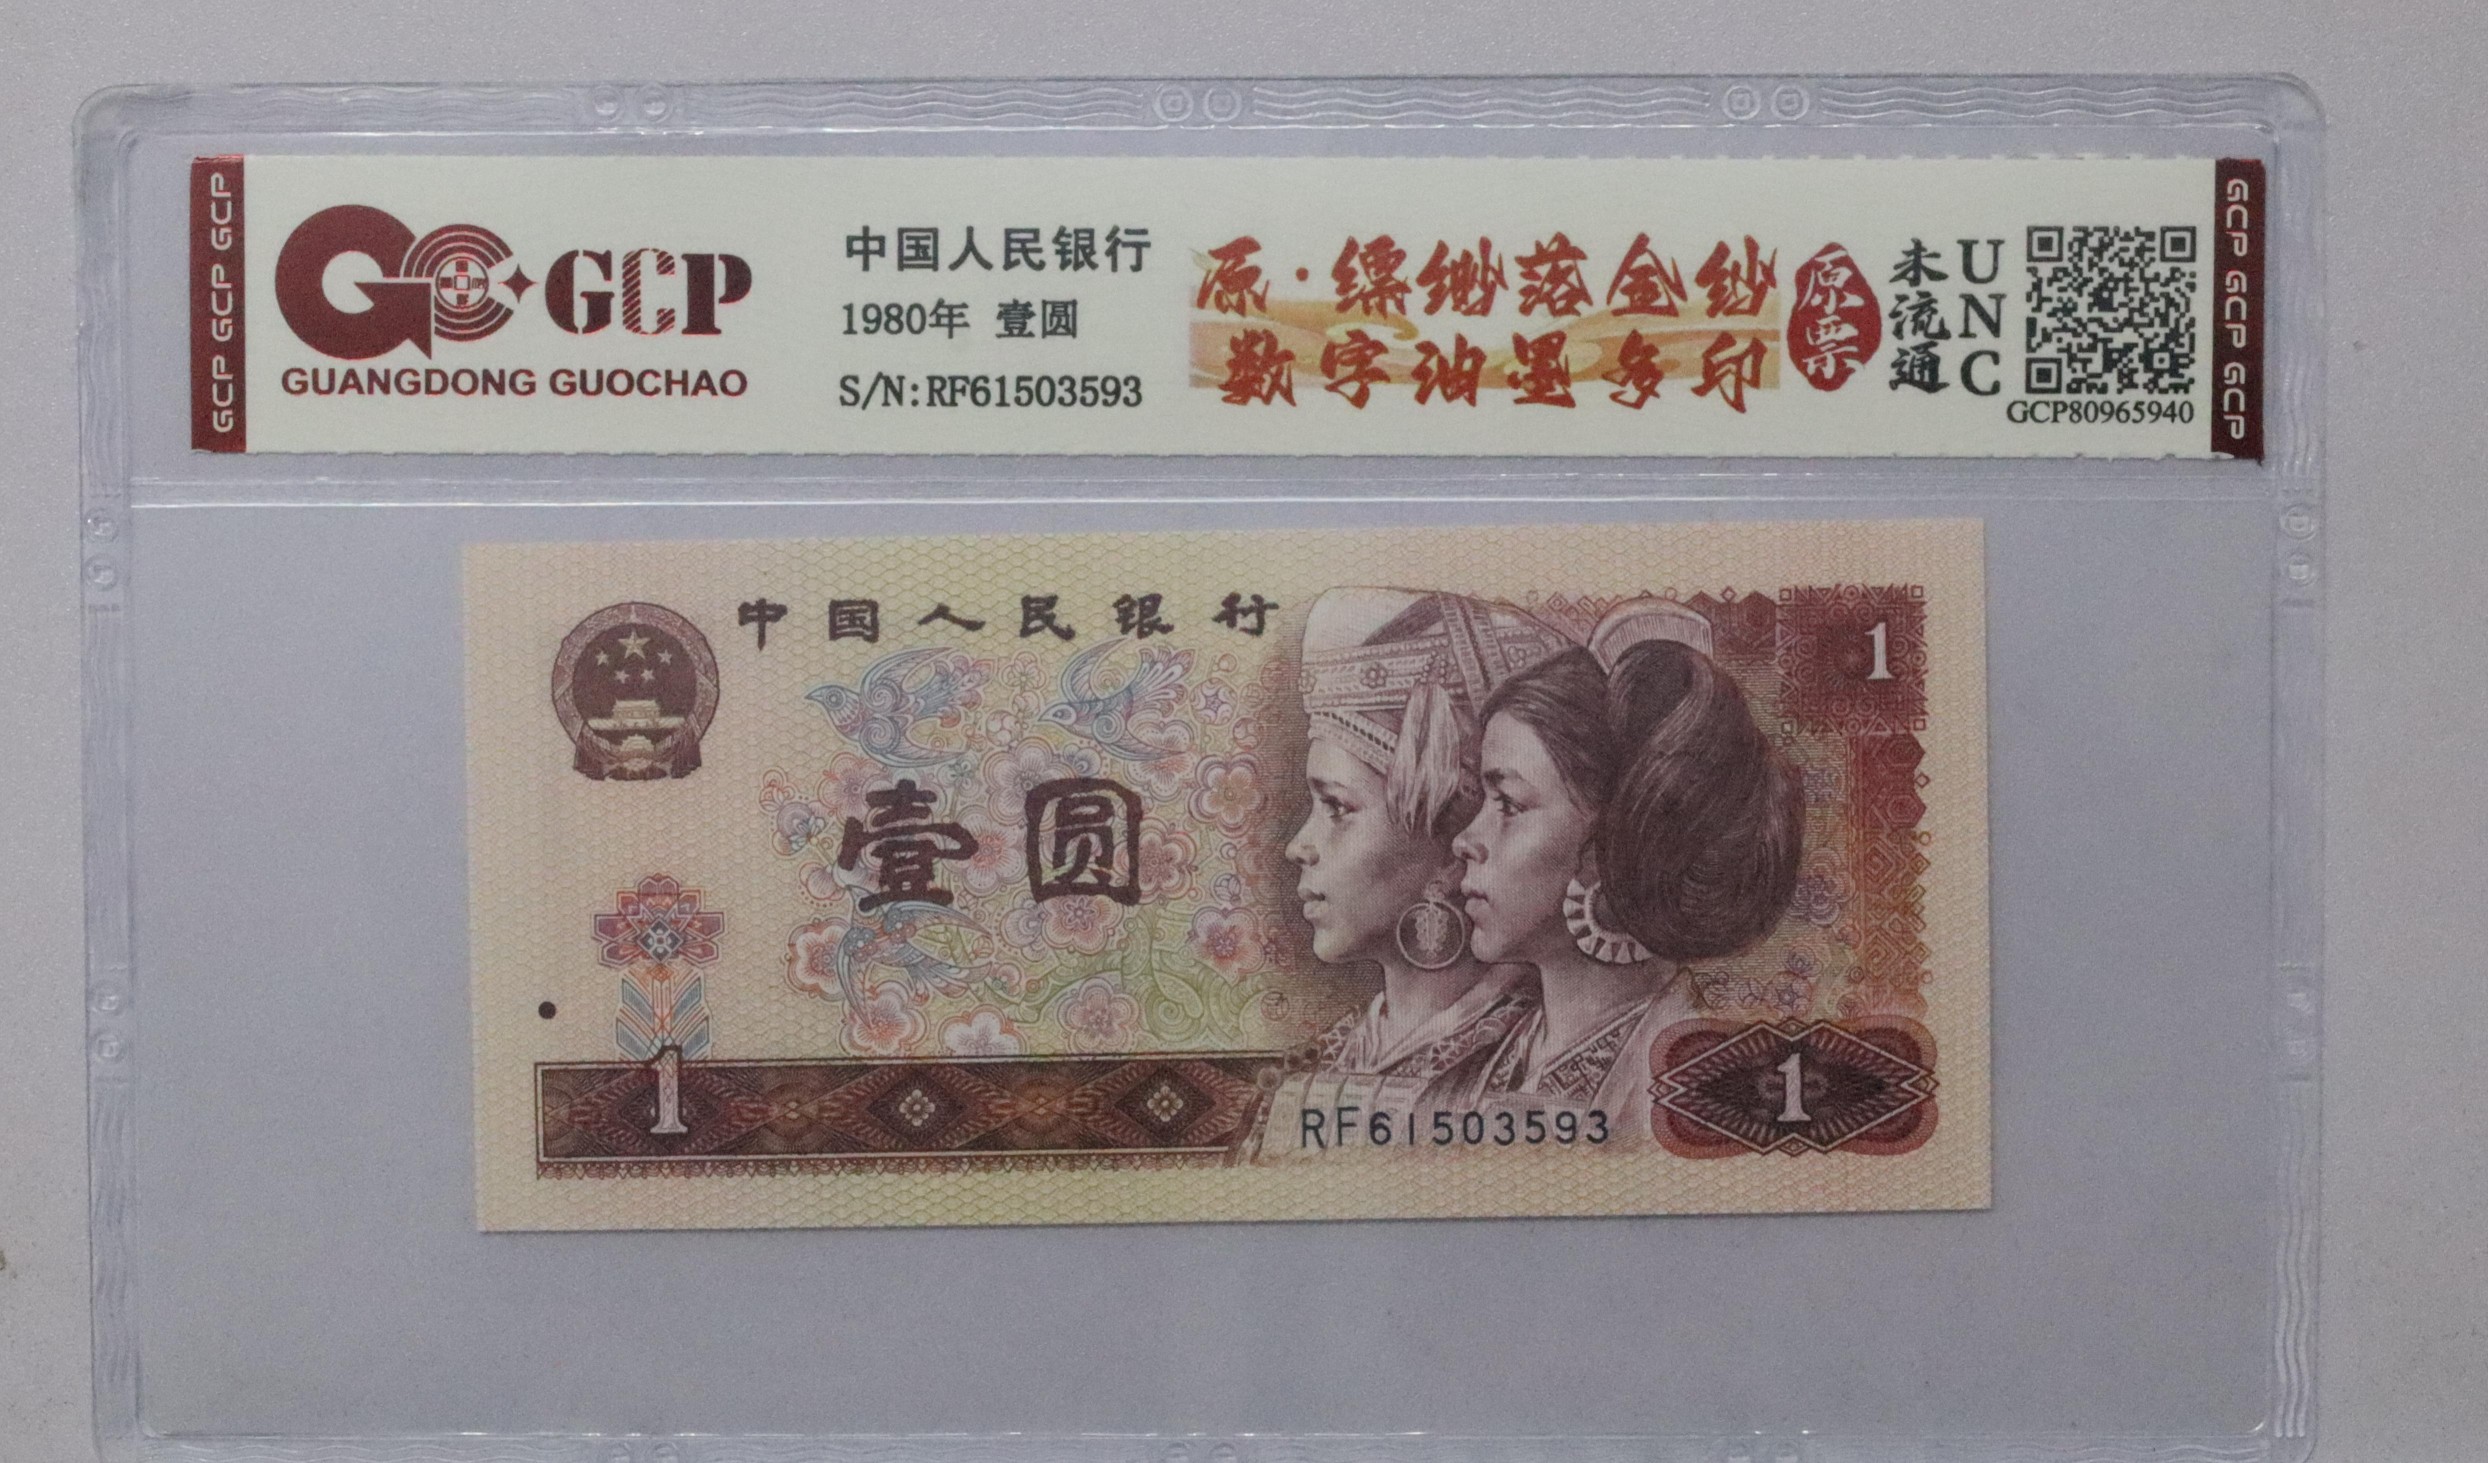 GCP GCP GCP
GCP
GUANGDONG GUOCHAO
中国人民银行
1980年 壹圆
S/N:RF61503593
原·缥缈落金纱
数字油墨多印
原票
未流通
UNC
GCP80965940
GCP GCP GCP
中国人民银行
1
壹圆
1
RF61503593
1